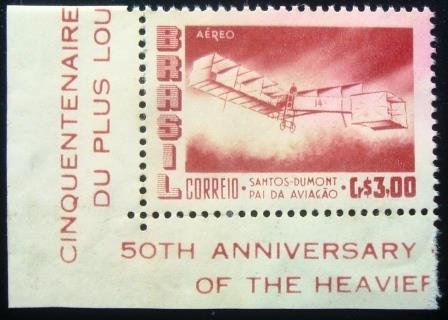 CINQUENTENAIRE
DU PLUS LOU
BRASIL
AÉREO
14
CORREIO · SANTOS-DUMONT
PAI DA AVIAÇÃO · Cr$3,00
50TH ANNIVERSARY
OF THE HEAVIER